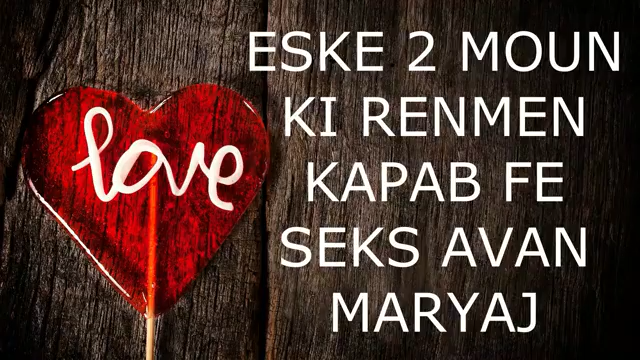 love
ESKE 2 MOUN
KI RENMEN
KAPAB FE
SEKS AVAN
MARYAJ